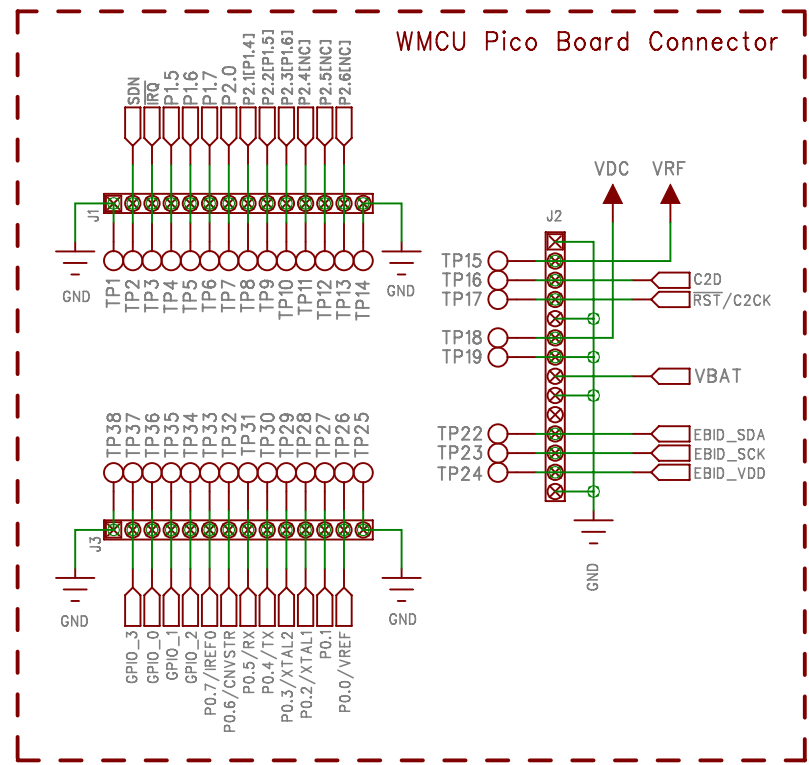 WMCU Pico Board Connector
SDN
IRQ
P1.5
P1.6
P1.7
P2.0
P2.1[P1.4]
P2.2[P1.5]
P2.3[P1.6]
P2.4[NC]
P2.5[NC]
P2.6[NC]
J1
GND
GND
TP1
TP2
TP3
TP4
TP5
TP6
TP7
TP8
TP9
TP10
TP11
TP12
TP13
TP14
VDC
VRF
J2
TP15
TP16
TP17
TP18
TP19
TP22
TP23
TP24
C2D
RST/C2CK
VBAT
EBID_SDA
EBID_SCK
EBID_VDD
GND
TP38
TP37
TP36
TP35
TP34
TP33
TP32
TP31
TP30
TP29
TP28
TP27
TP26
TP25
J3
GND
GND
GPIO_3
GPIO_0
GPIO_1
GPIO_2
P0.7/IREF0
P0.6/CNVSTR
P0.5/RX
P0.4/TX
P0.3/XTAL2
P0.2/XTAL1
P0.1
P0.0/VREF